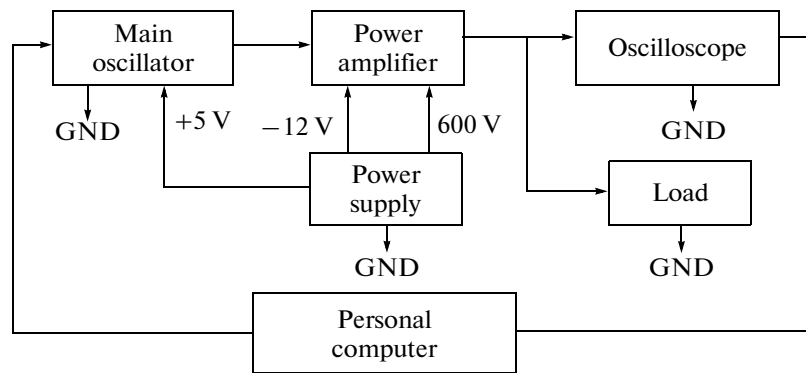 Main
oscillator
Power
amplifier
Oscilloscope
GND
+5 V
−12 V
600 V
GND
Power
supply
Load
GND
GND
Personal
computer